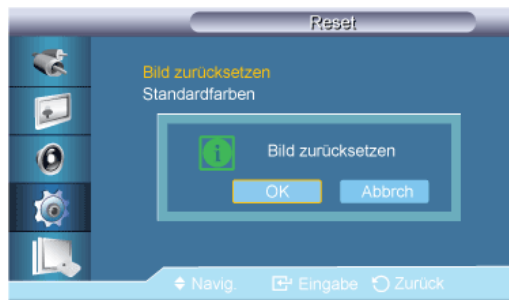 Reset
Bild zurücksetzen
Standardfarben
Bild zurücksetzen
OK Abbrch
Navig. Eingabe Zurück